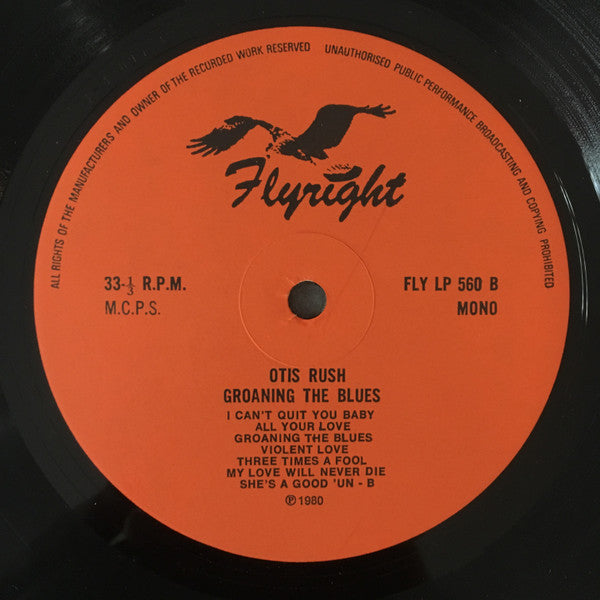 ALL RIGHTS OF THE MANUFACTURERS AND OWNER OF THE RECORDED WORK RESERVED
UNAUTHORISED PUBLIC PERFORMANCE BROADCASTING AND COPYING PROHIBITED
Flyright
33-⅓ R.P.M.
M.C.P.S.
FLY LP 560 B
MONO
OTIS RUSH
GROANING THE BLUES
I CAN'T QUIT YOU BABY
ALL YOUR LOVE
GROANING THE BLUES
VIOLENT LOVE
THREE TIMES A FOOL
MY LOVE WILL NEVER DIE
SHE'S A GOOD 'UN - B
℗ 1980